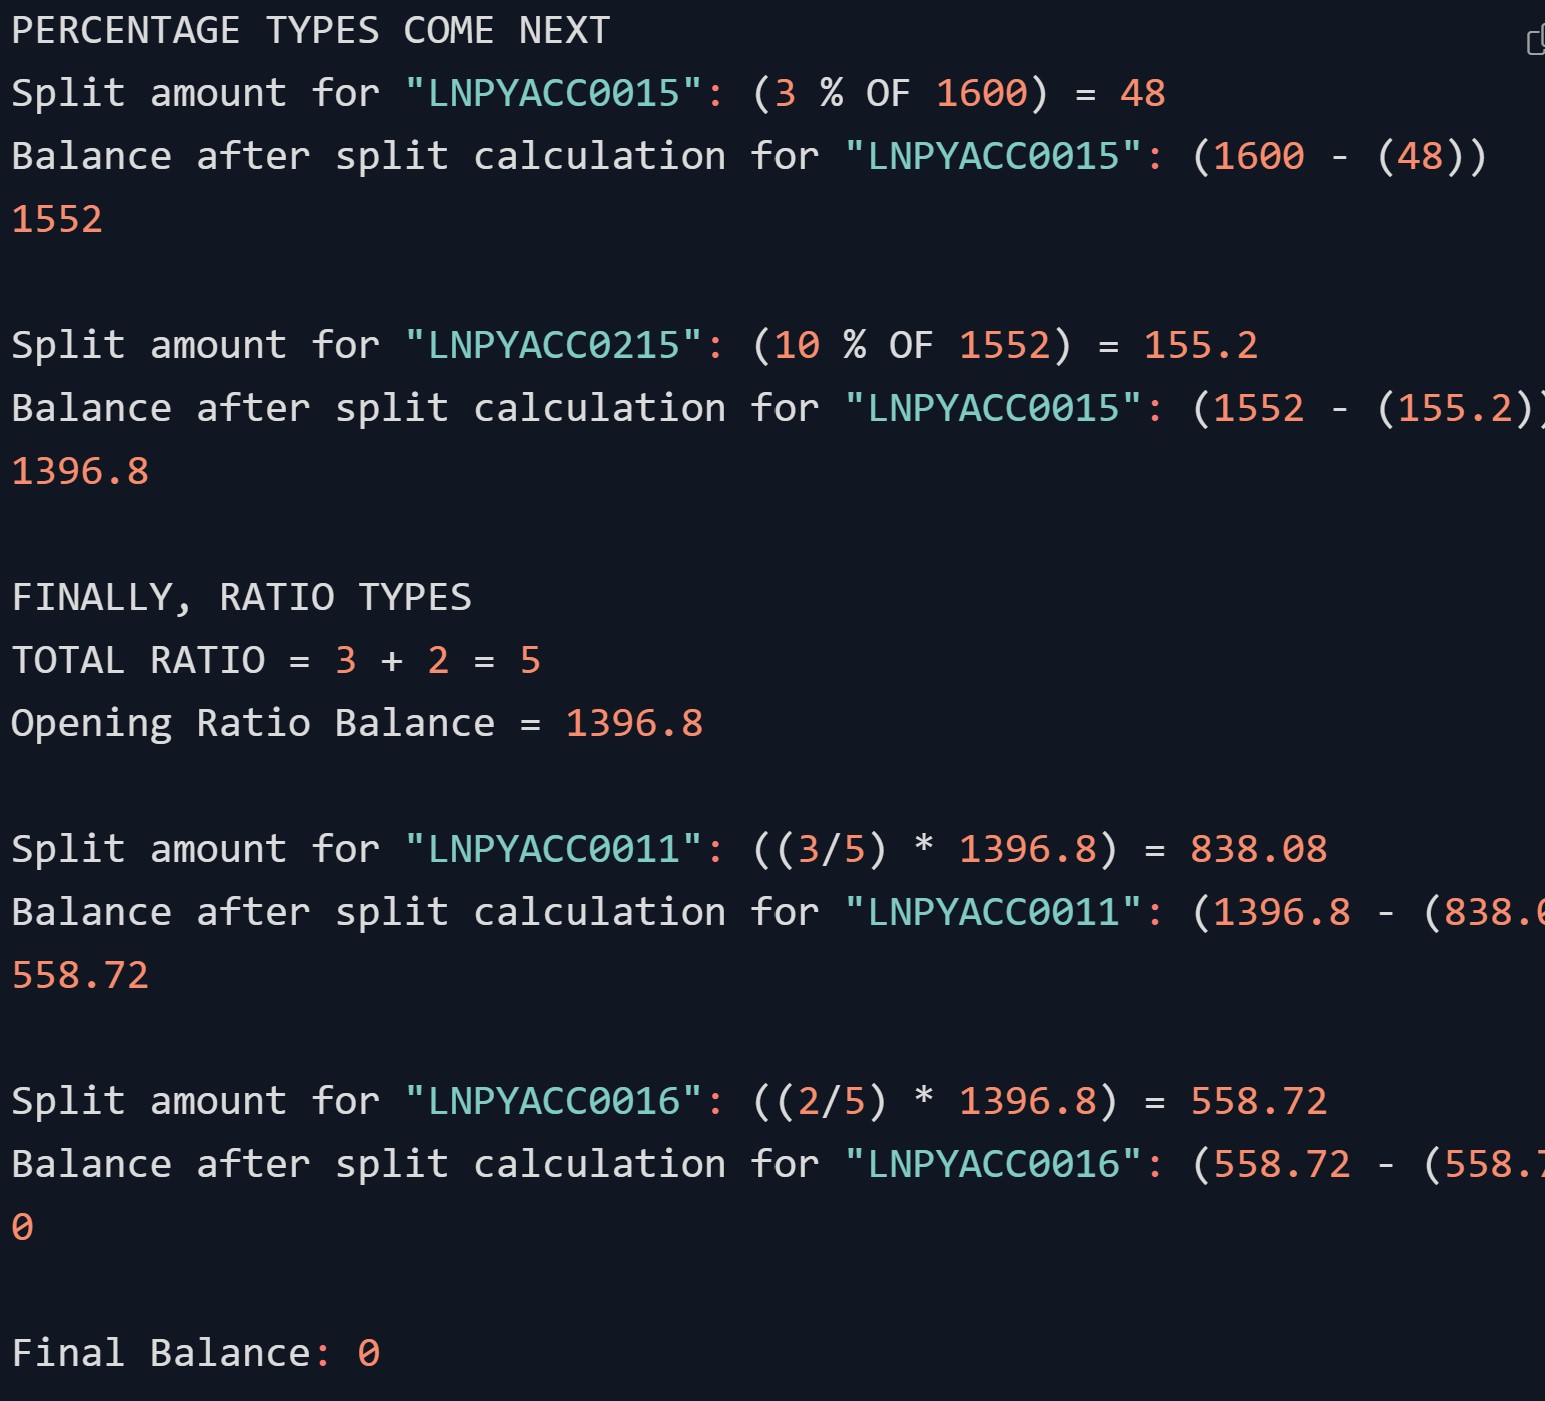 PERCENTAGE TYPES COME NEXT
Split amount for "LNPYACC0015": (3 % OF 1600) = 48
Balance after split calculation for "LNPYACC0015": (1600 - (48))
1552
Split amount for "LNPYACC0215": (10 % OF 1552) = 155.2
Balance after split calculation for "LNPYACC0015": (1552 - (155.2))
1396.8
FINALLY, RATIO TYPES
TOTAL RATIO = 3 + 2 = 5
Opening Ratio Balance = 1396.8
Split amount for "LNPYACC0011": ((3/5) * 1396.8) = 838.08
Balance after split calculation for "LNPYACC0011": (1396.8 - (838.0
558.72
Split amount for "LNPYACC0016": ((2/5) * 1396.8) = 558.72
Balance after split calculation for "LNPYACC0016": (558.72 - (558.7
0
Final Balance: 0